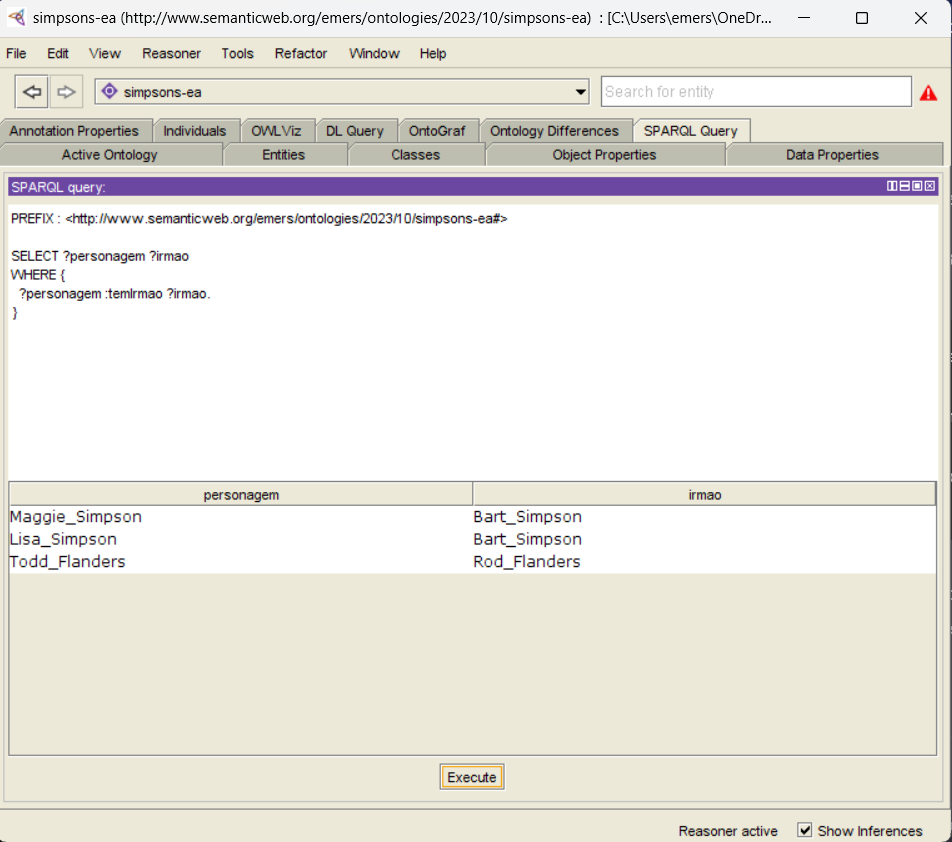 simpsons-ea (http://www.semanticweb.org/emers/ontologies/2023/10/simpsons-ea) : [C:\Users\emers\OneDr...
File Edit View Reasoner Tools Refactor Window Help
simpsons-ea Search for entity
Annotation Properties Individuals OWLViz DL Query OntoGraf Ontology Differences SPARQL Query
Active Ontology Entities Classes Object Properties Data Properties
SPARQL query:
PREFIX : <http://www.semanticweb.org/emers/ontologies/2023/10/simpsons-ea#>
SELECT ?personagem ?irmao
WHERE {
?personagem :temIrmao ?irmao.
}
personagem irmao
Maggie_Simpson Bart_Simpson
Lisa_Simpson Bart_Simpson
Todd_Flanders Rod_Flanders
Execute
Reasoner active Show Inferences